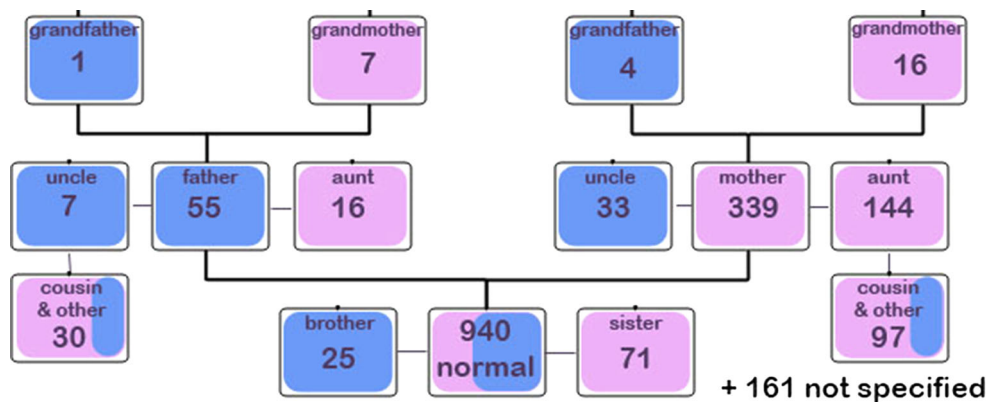 grandfather
1
grandmother
7
grandfather
4
grandmother
16
uncle
7
father
55
aunt
16
uncle
33
mother
339
aunt
144
cousin
& other
30
cousin
& other
97
brother
25
940
normal
sister
71
+ 161 not specified